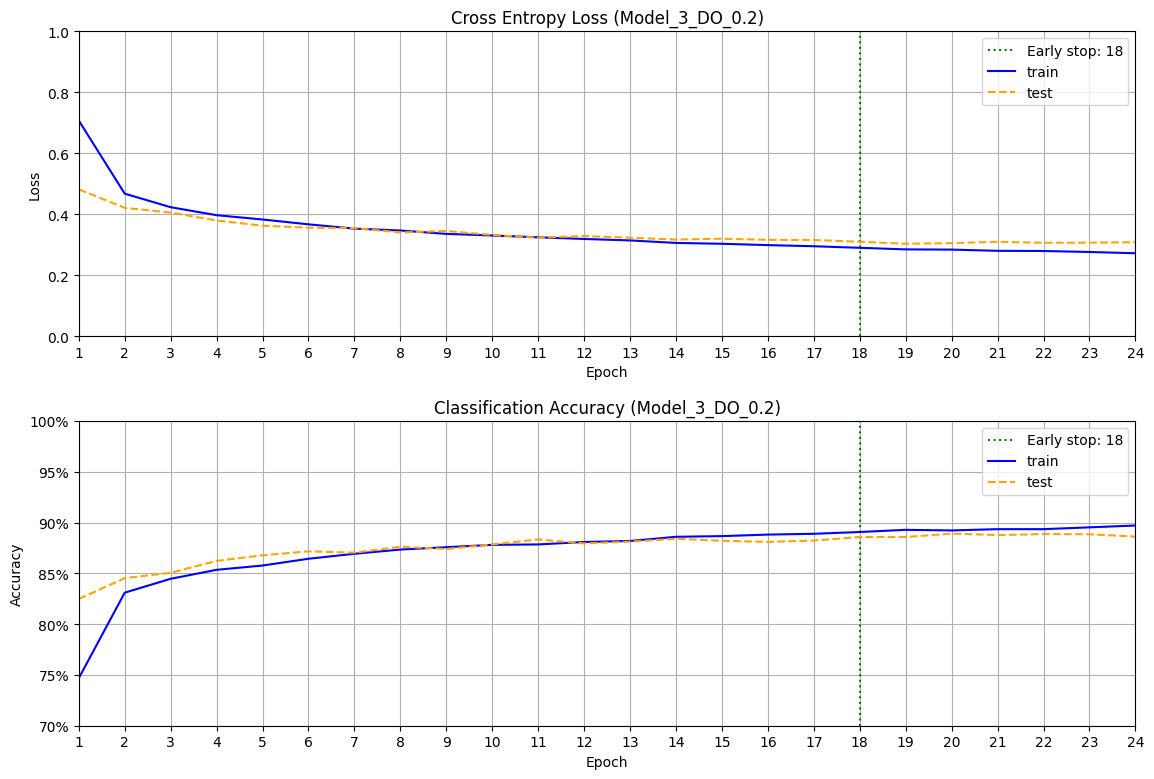 Cross Entropy Loss (Model_3_DO_0.2)
1.0
0.8
0.6
0.4
0.2
0.0
Loss
Early stop: 18
train
test
1 2 3 4 5 6 7 8 9 10 11 12 13 14 15 16 17 18 19 20 21 22 23 24
Epoch
Classification Accuracy (Model_3_DO_0.2)
100%
95%
90%
85%
80%
75%
70%
Accuracy
Early stop: 18
train
test
1 2 3 4 5 6 7 8 9 10 11 12 13 14 15 16 17 18 19 20 21 22 23 24
Epoch